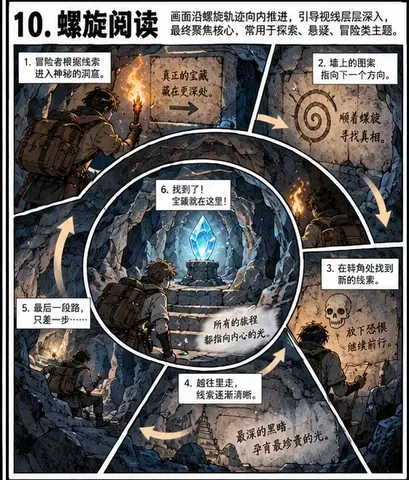 10. 螺旋阅读
画面沿螺旋轨迹向内推进，引导视线层层深入，
最终聚焦核心，常用于探索、悬疑、冒险类主题。
1. 冒险者根据线索
进入神秘的洞窟。
真正的宝藏
藏在更深处。
2. 墙上的图案
指向下一个方向。
顺着螺旋
寻找真相。
3. 在转角处找到
新的线索。
放下恐惧
继续前行。
4. 越往里走，
线索逐渐清晰。
最深的黑暗
孕育最珍贵的光。
5. 最后一段路，
只差一步……
6. 找到了！
宝藏就在这里！
所有的旅程
都指向内心的光。